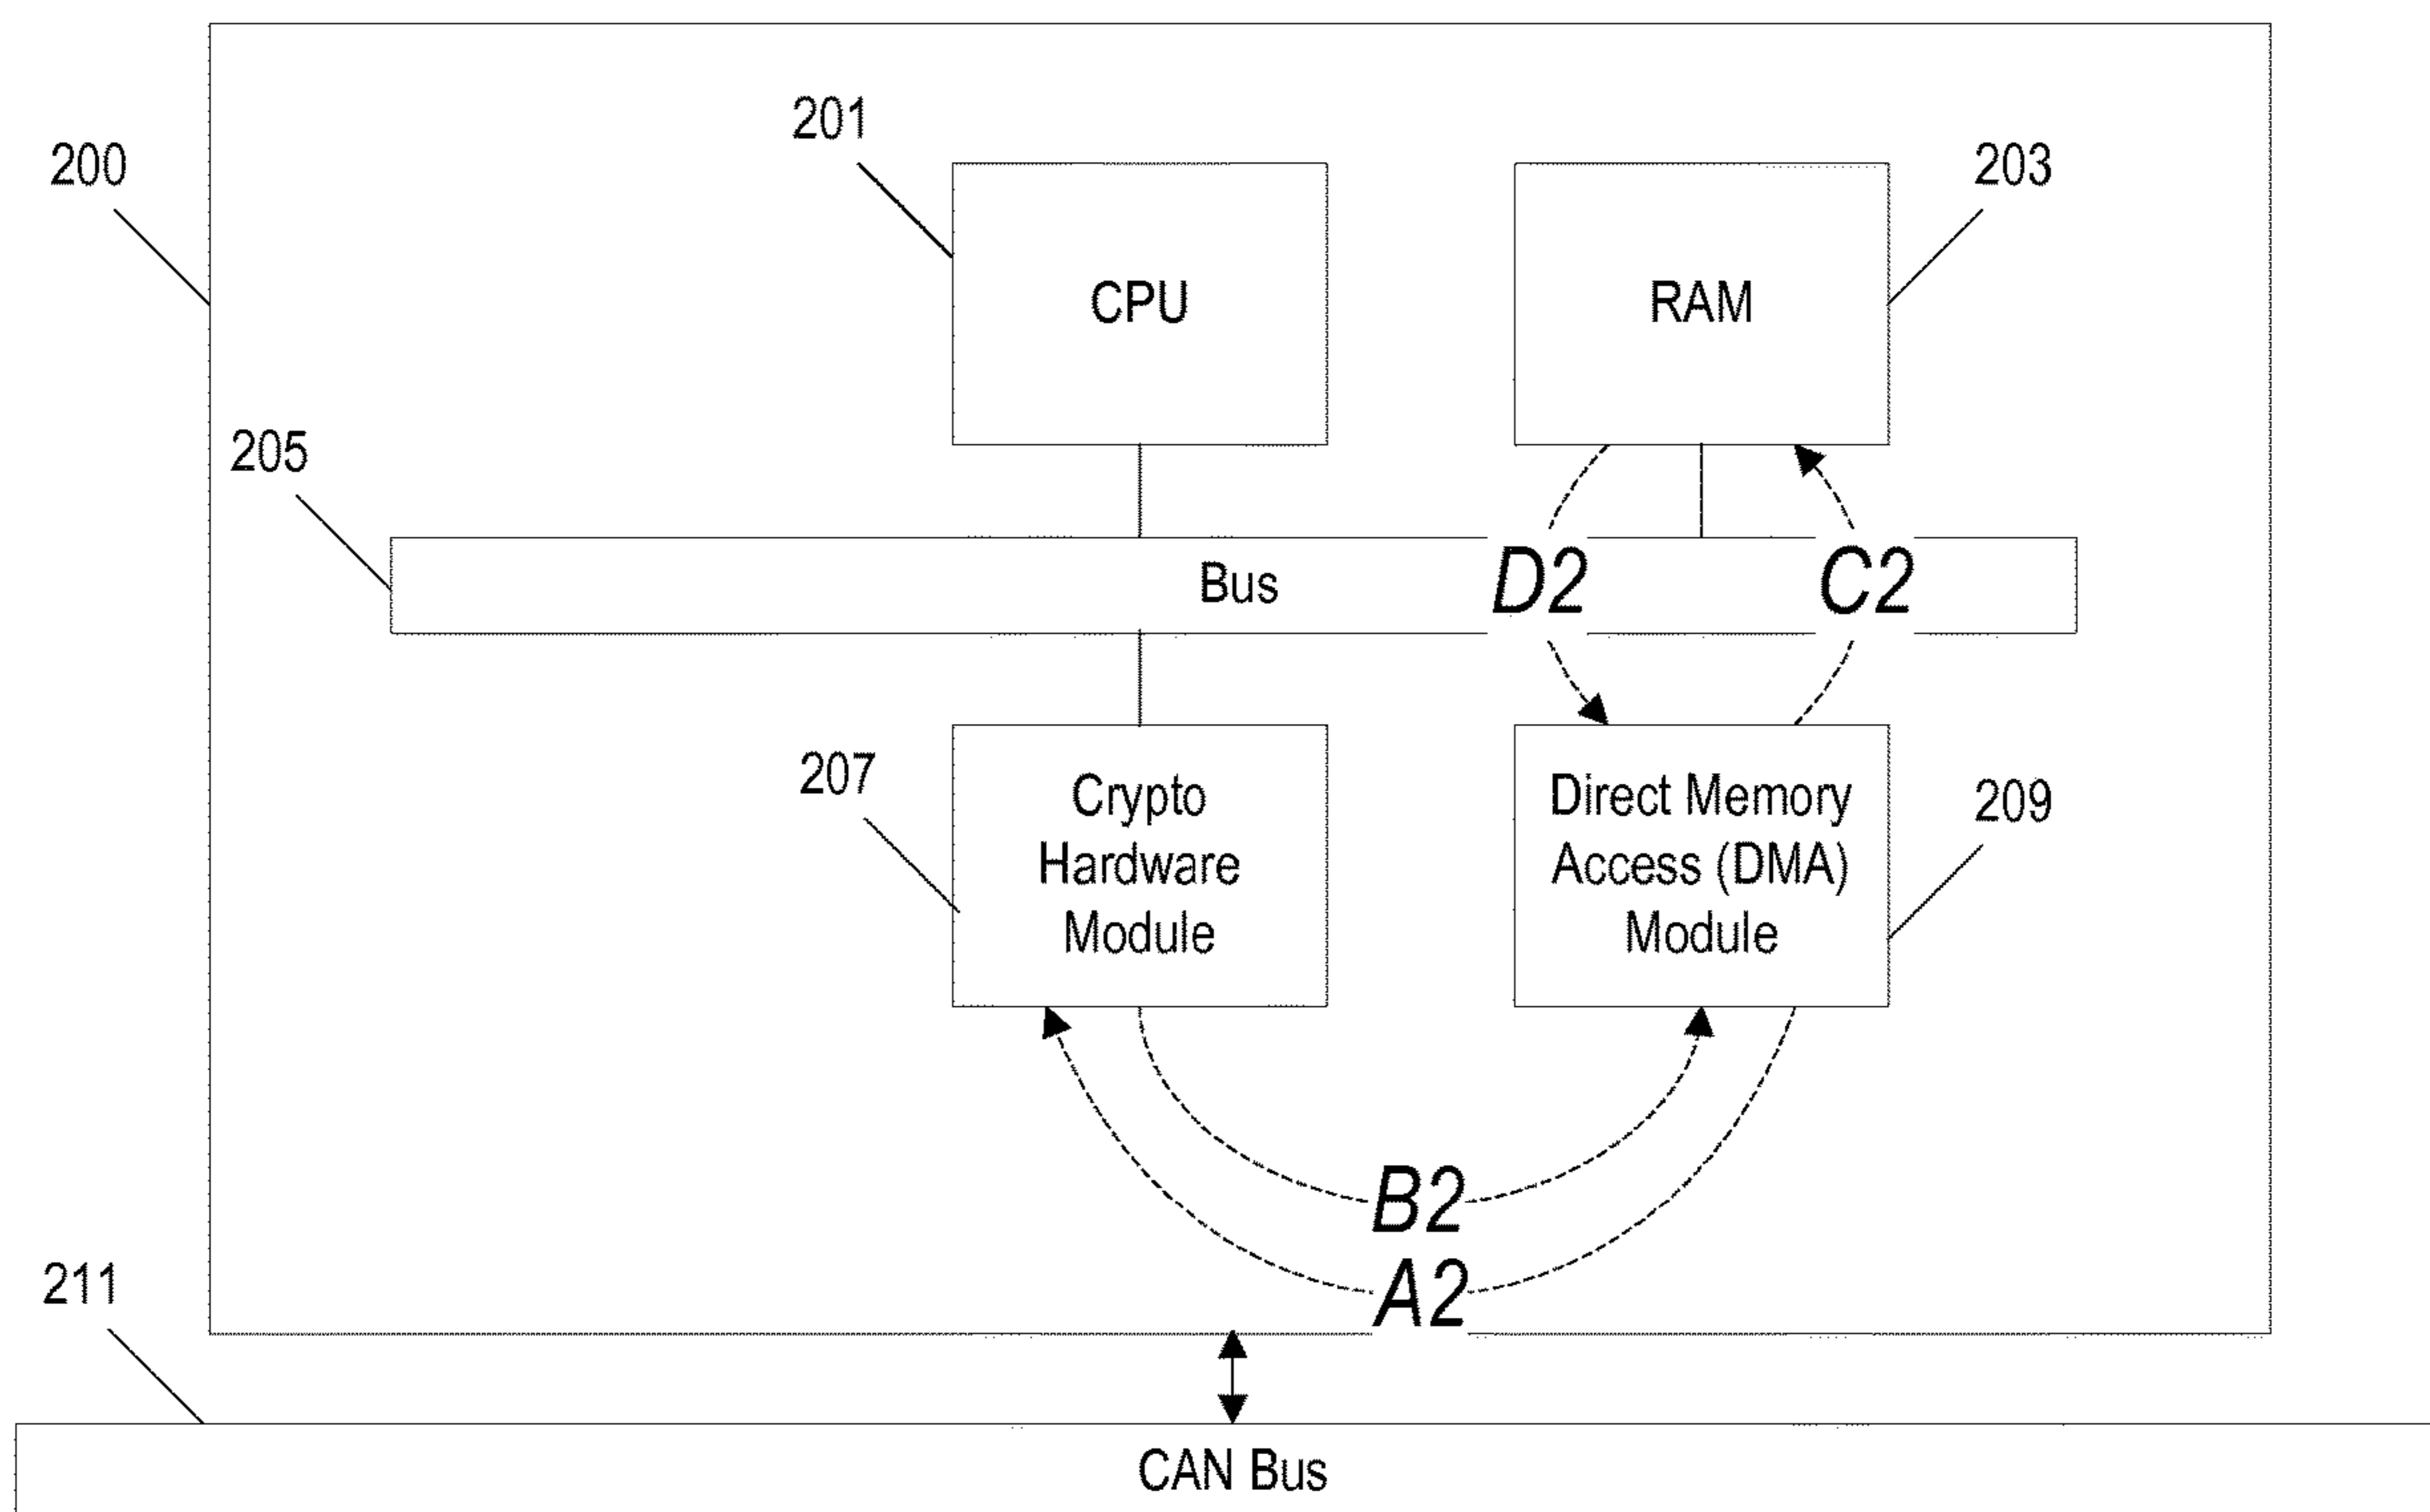 201
200
203
CPU
RAM
205
Bus
D2
C2
207
Crypto
Hardware
Module
Direct Memory
Access (DMA)
Module
209
B2
A2
211
CAN Bus